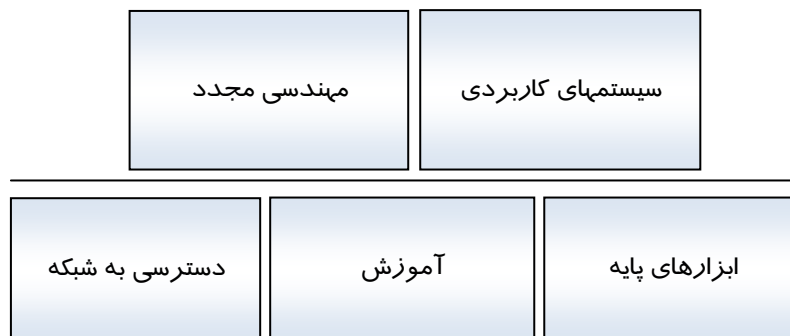 سیستمهای کاربردی
مهندسی مجدد
ابزارهای پایه
آموزش
دسترسی به شبکه